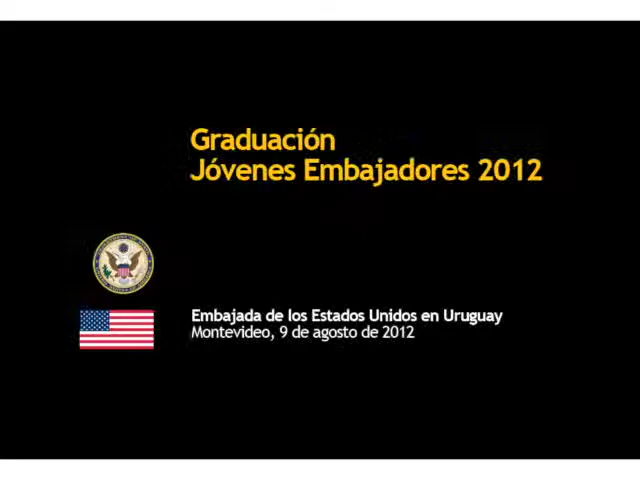 Graduación
Jóvenes Embajadores 2012
Embajada de los Estados Unidos en Uruguay
Montevideo, 9 de agosto de 2012